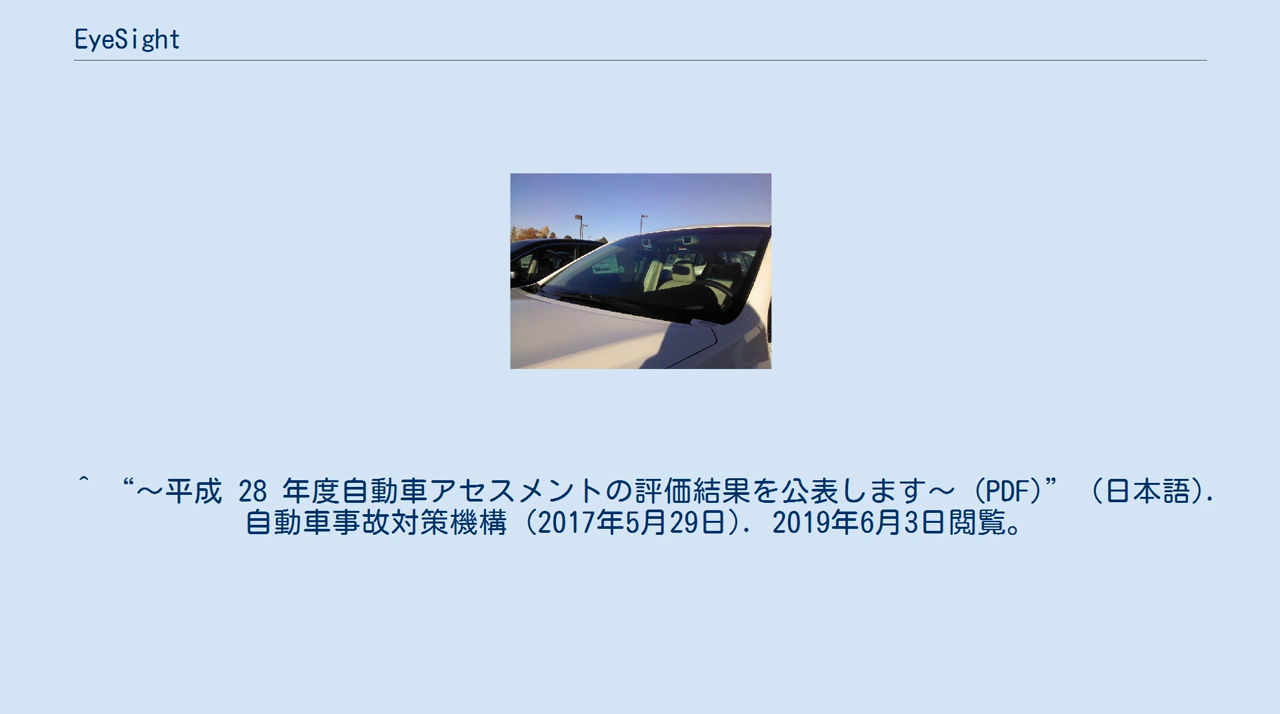 EyeSight
^ “～平成 28 年度自動車アセスメントの評価結果を公表します～ (PDF)” (日本語).
自動車事故対策機構 (2017年5月29日). 2019年6月3日閲覧。